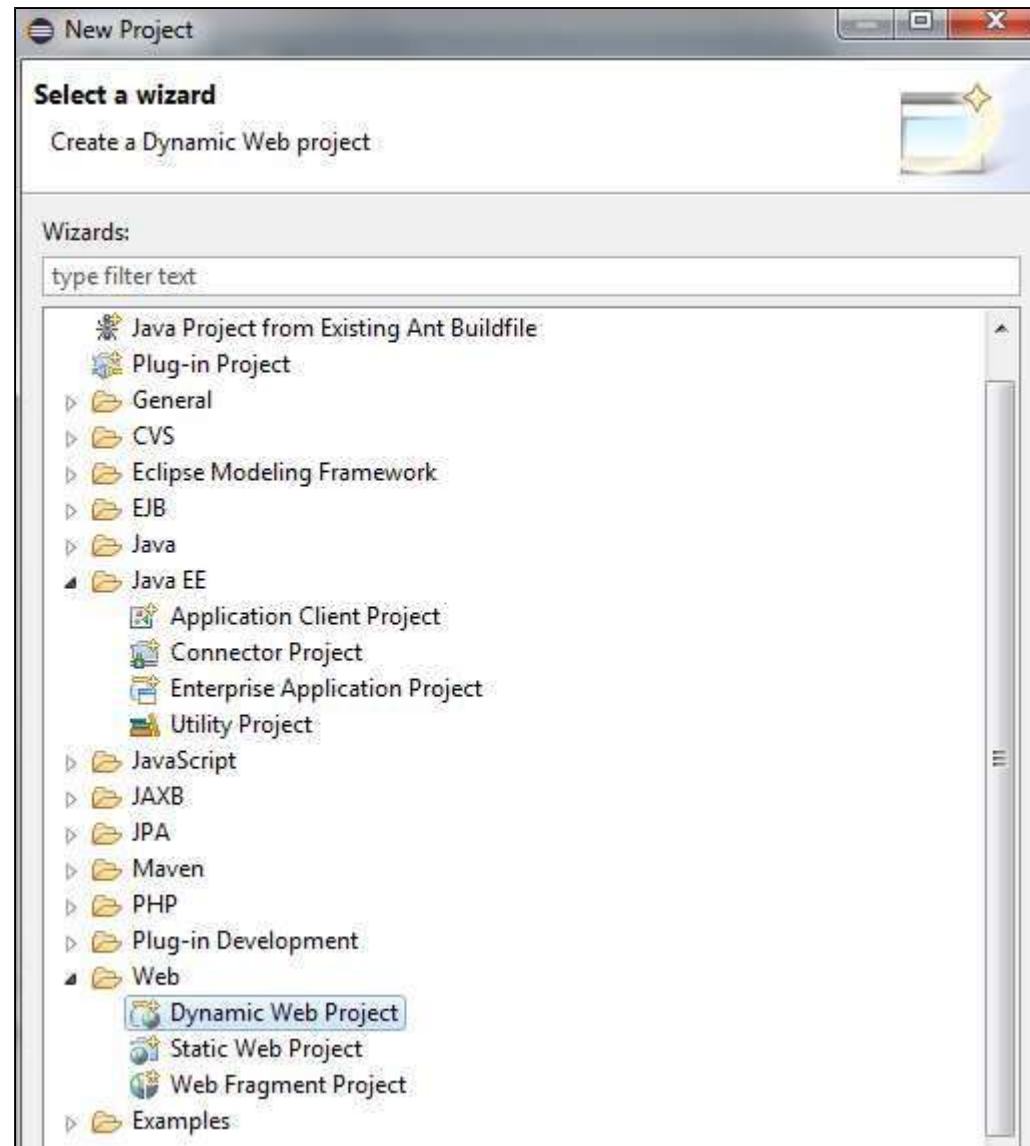 New Project
Select a wizard
Create a Dynamic Web project
Wizards:
type filter text
Java Project from Existing Ant Buildfile
Plug-in Project
General
CVS
Eclipse Modeling Framework
EJB
Java
Java EE
Application Client Project
Connector Project
Enterprise Application Project
Utility Project
JavaScript
JAXB
JPA
Maven
PHP
Plug-in Development
Web
Dynamic Web Project
Static Web Project
Web Fragment Project
Examples